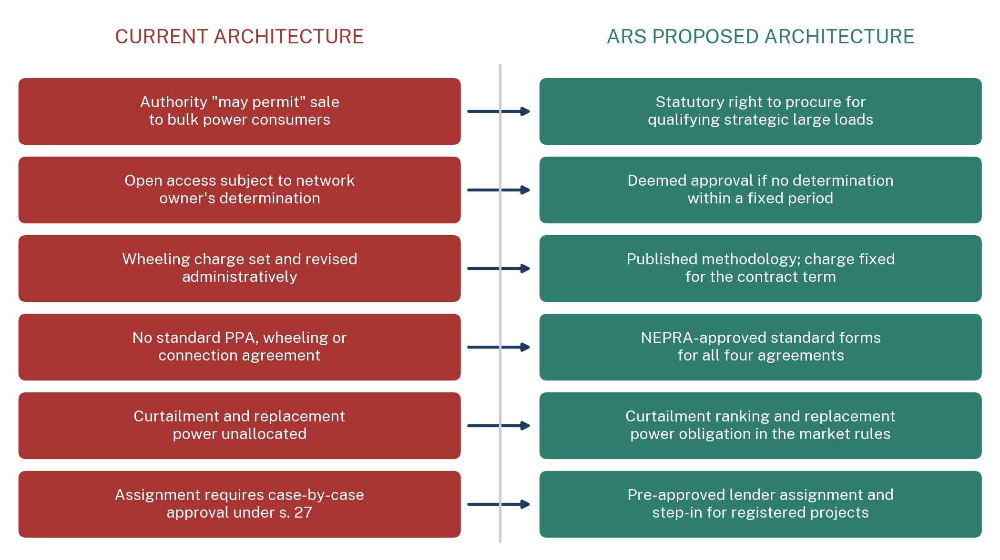 CURRENT ARCHITECTURE
ARS PROPOSED ARCHITECTURE
Authority "may permit" sale
to bulk power consumers
Statutory right to procure for
qualifying strategic large loads
Open access subject to network
owner's determination
Deemed approval if no determination
within a fixed period
Wheeling charge set and revised
administratively
Published methodology; charge fixed
for the contract term
No standard PPA, wheeling or
connection agreement
NEPRA-approved standard forms
for all four agreements
Curtailment and replacement
power unallocated
Curtailment ranking and replacement
power obligation in the market rules
Assignment requires case-by-case
approval under s. 27
Pre-approved lender assignment and
step-in for registered projects